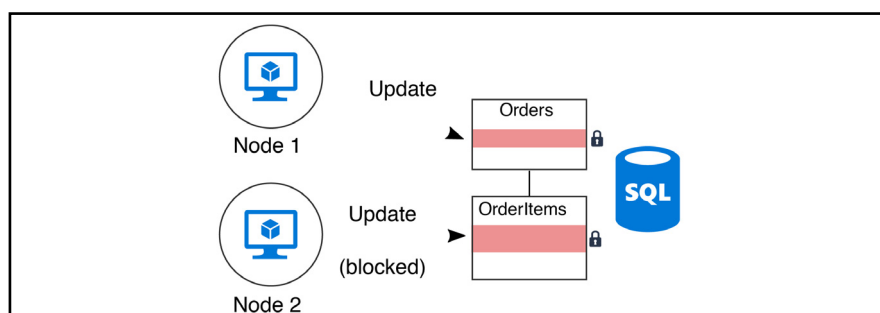 Update
Orders
Node 1
SQL
Update
OrderItems
(blocked)
Node 2